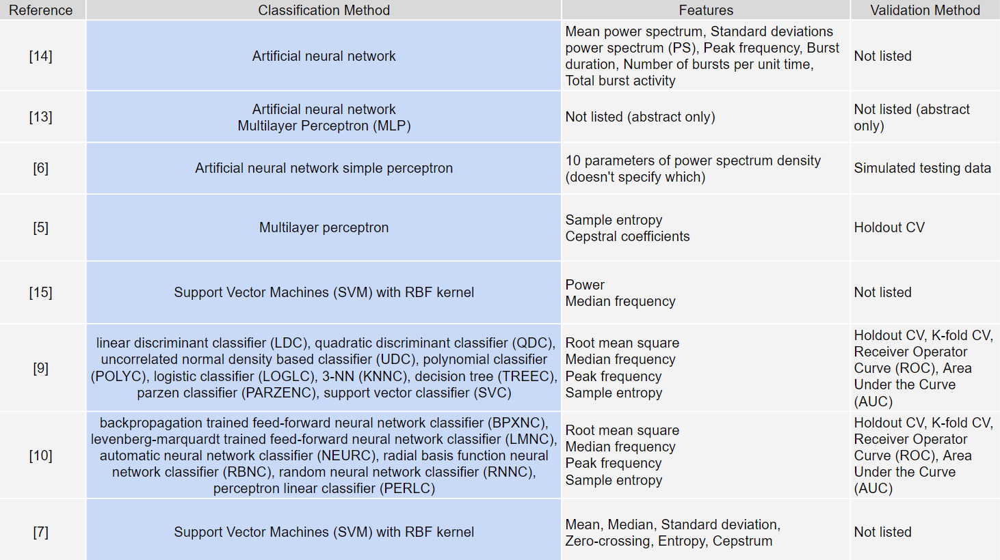 Reference Classification Method Features Validation Method
[14]
Artificial neural network
Mean power spectrum, Standard deviations
power spectrum (PS), Peak frequency, Burst
duration, Number of bursts per unit time,
Total burst activity
Not listed
[13]
Artificial neural network
Multilayer Perceptron (MLP)
Not listed (abstract only)
Not listed (abstract
only)
[6]
Artificial neural network simple perceptron
10 parameters of power spectrum density
(doesn't specify which)
Simulated testing data
[5]
Multilayer perceptron
Sample entropy
Cepstral coefficients
Holdout CV
[15]
Support Vector Machines (SVM) with RBF kernel
Power
Median frequency
Not listed
[9]
linear discriminant classifier (LDC), quadratic discriminant classifier (QDC),
uncorrelated normal density based classifier (UDC), polynomial classifier
(POLYC), logistic classifier (LOGLC), 3-NN (KNNC), decision tree (TREEC),
parzen classifier (PARZENC), support vector classifier (SVC)
Root mean square
Median frequency
Peak frequency
Sample entropy
Holdout CV, K-fold CV,
Receiver Operator
Curve (ROC), Area
Under the Curve
(AUC)
[10]
backpropagation trained feed-forward neural network classifier (BPXNC),
levenberg-marquardt trained feed-forward neural network classifier (LMNC),
automatic neural network classifier (NEURC), radial basis function neural
network classifier (RBNC), random neural network classifier (RNNC),
perceptron linear classifier (PERLC)
Root mean square
Median frequency
Peak frequency
Sample entropy
Holdout CV, K-fold CV,
Receiver Operator
Curve (ROC), Area
Under the Curve
(AUC)
[7]
Support Vector Machines (SVM) with RBF kernel
Mean, Median, Standard deviation,
Zero-crossing, Entropy, Cepstrum
Not listed